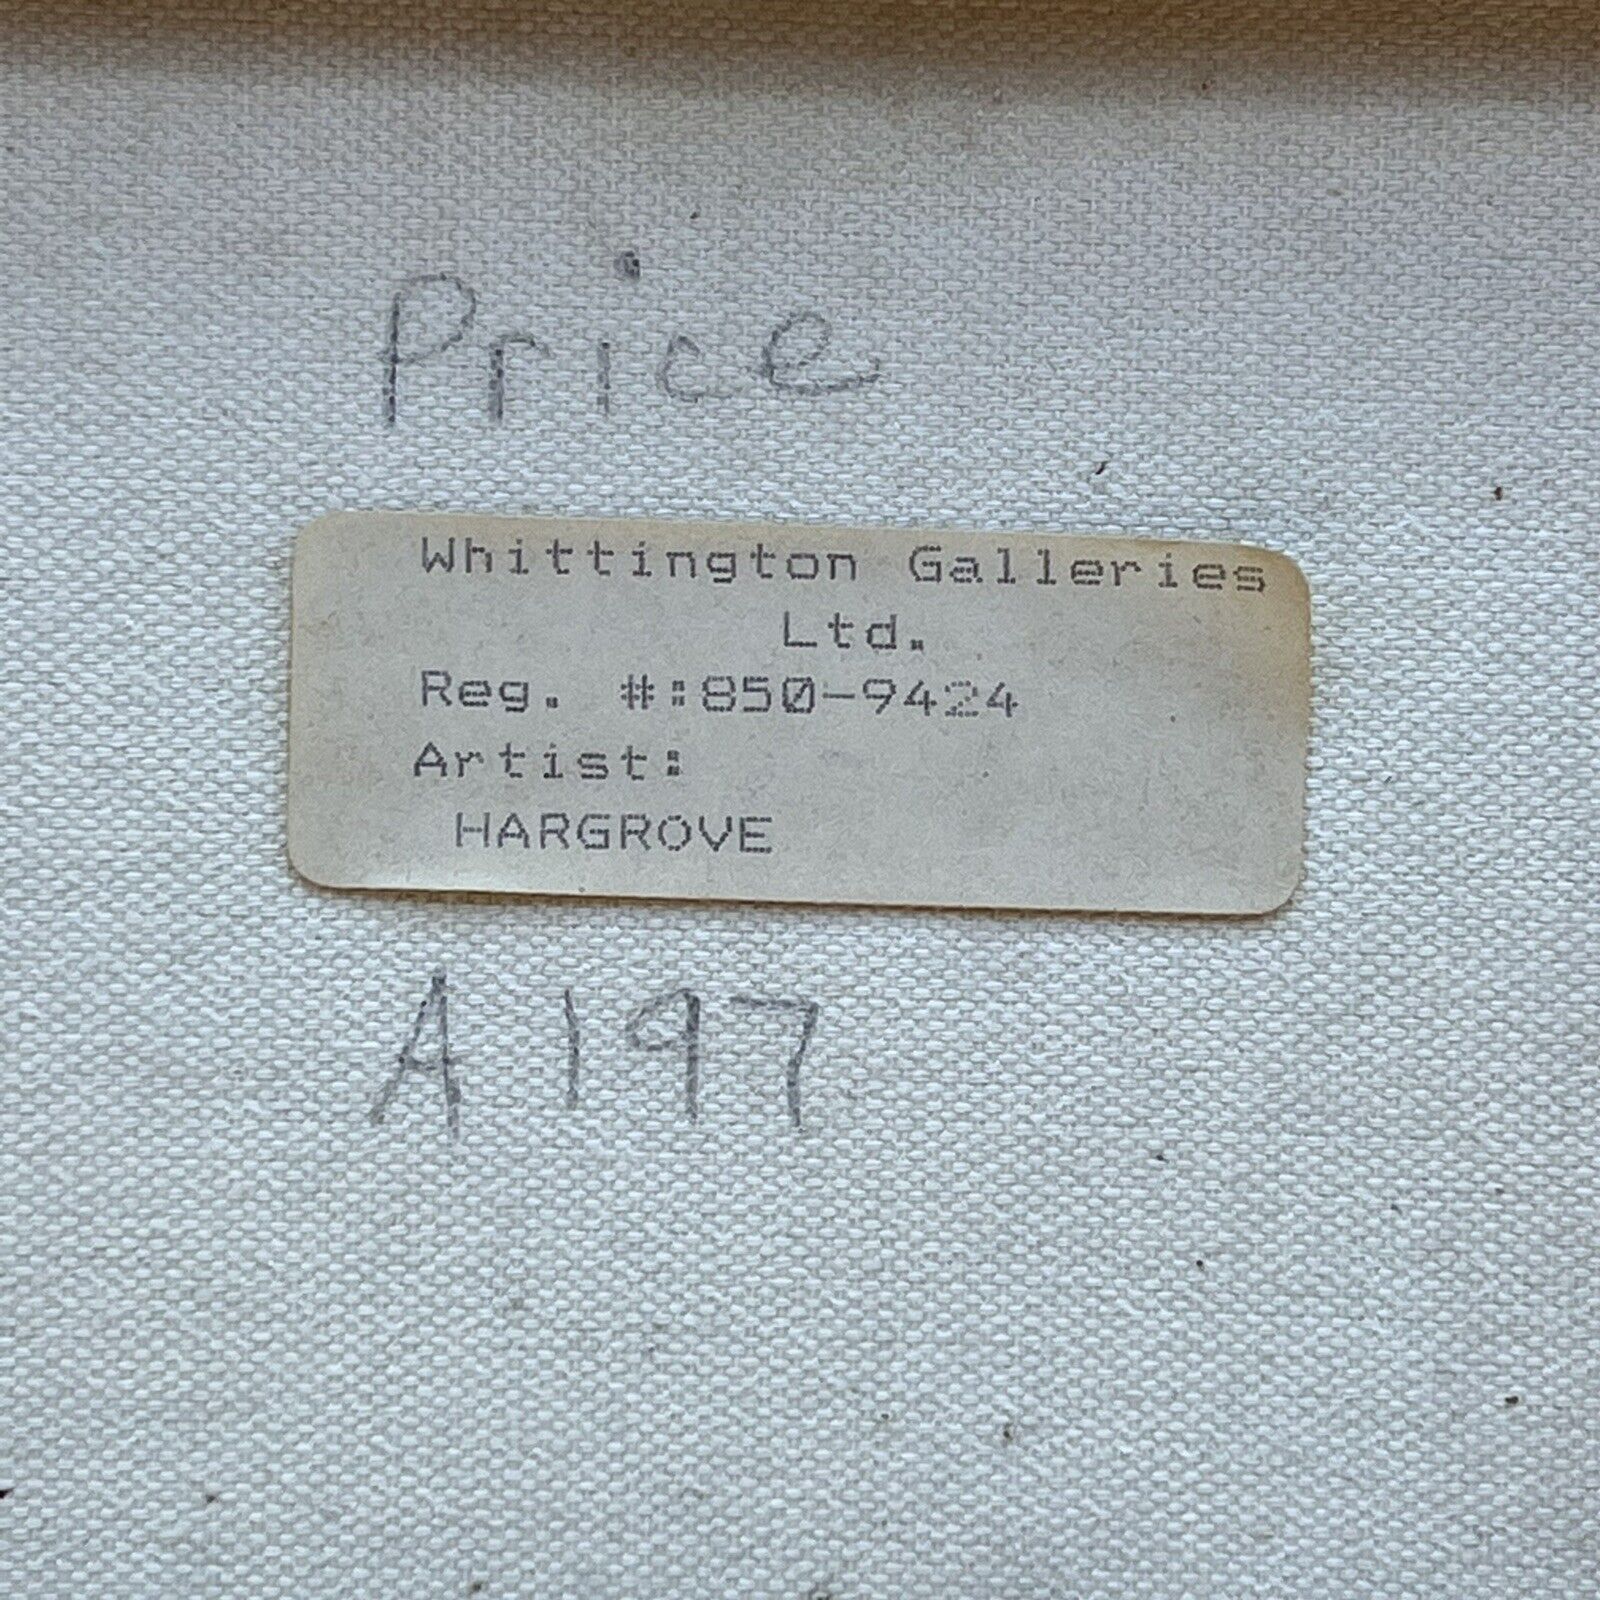 Price
Whittington Galleries
Ltd.
Reg. #:850-9424
Artist:
HARGROVE
A197